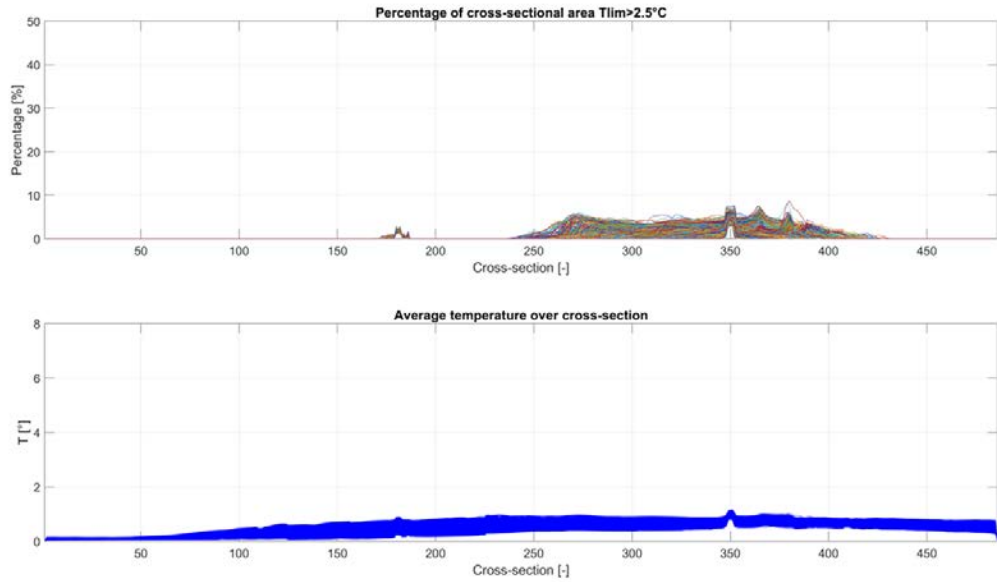 Percentage of cross-sectional area Tlim>2.5°C
50
40
30
20
10
0
Percentage [%]
50 100 150 200 250 300 350 400 450
Cross-section [-]
Average temperature over cross-section
8
6
4
2
0
T [°]
50 100 150 200 250 300 350 400 450
Cross-section [-]